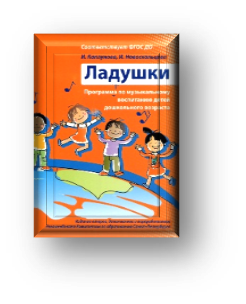 Соответствует ФГОС ДО
И. Каплунова, И. Новоскольцева
Ладушки
Программа по музыкальному
воспитанию детей
дошкольного возраста